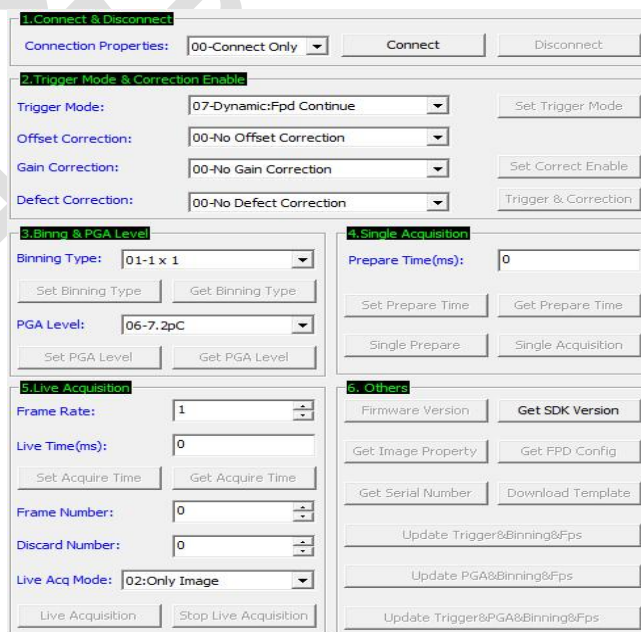 1.Connect & Disconnect
Connection Properties: 00-Connect Only Connect Disconnect
2.Trigger Mode & Correction Enable
Trigger Mode: 07-Dynamic:Fpd Continue Set Trigger Mode
Offset Correction: 00-No Offset Correction
Gain Correction: 00-No Gain Correction Set Correct Enable
Defect Correction: 00-No Defect Correction Trigger & Correction
3.Binng & PGA Level
Binning Type: 01-1 x 1
Set Binning Type Get Binning Type
PGA Level: 06-7.2pC
Set PGA Level Get PGA Level
4.Single Acquisition
Prepare Time(ms): 0
Set Prepare Time Get Prepare Time
Single Prepare Single Acquisition
5.Live Acquisition
Frame Rate: 1
Live Time(ms): 0
Set Acquire Time Get Acquire Time
Frame Number: 0
Discard Number: 0
Live Acq Mode: 02:Only Image
Live Acquisition Stop Live Acquisition
6. Others
Firmware Version Get SDK Version
Get Image Property Get FPD Config
Get Serial Number Download Template
Update Trigger&Binning&Fps
Update PGA&Binning&Fps
Update Trigger&PGA&Binning&Fps